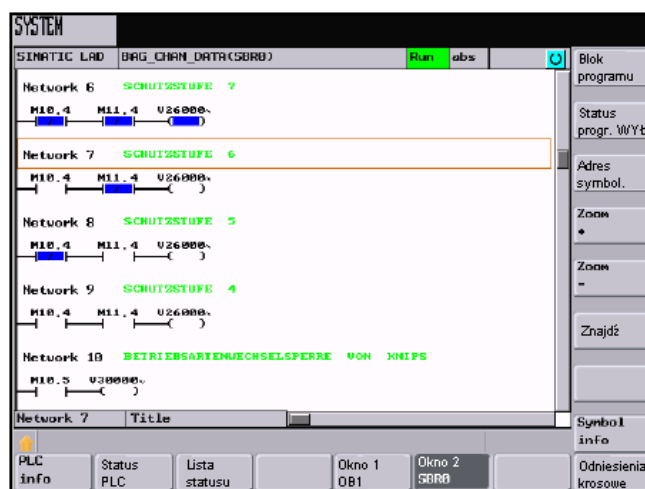 SYSTEM
SIMATIC LAD BAG_CHAN_DATA(SBR0) Run abs
Network 6 SCHUTZSTUFE 7
M10.4 M11.4 V26000~
Network 7 SCHUTZSTUFE 6
M10.4 M11.4 V26000~
Network 8 SCHUTZSTUFE 5
M10.4 M11.4 V26000~
Network 9 SCHUTZSTUFE 4
M10.4 M11.4 V26000~
Network 10 BETRIEBSARTENWECHSELSPERRE VON KNIPS
M10.5 V30000~
Network 7 Title
Blok
programu
Status
progr. WYŁ
Adres
symbol.
Zoom
+
Zoom
-
Znajdź
Symbol
info
Odniesienia
krosowe
PLC
info
Status
PLC
Lista
statusu
Okno 1
OB1
Okno 2
SBR0